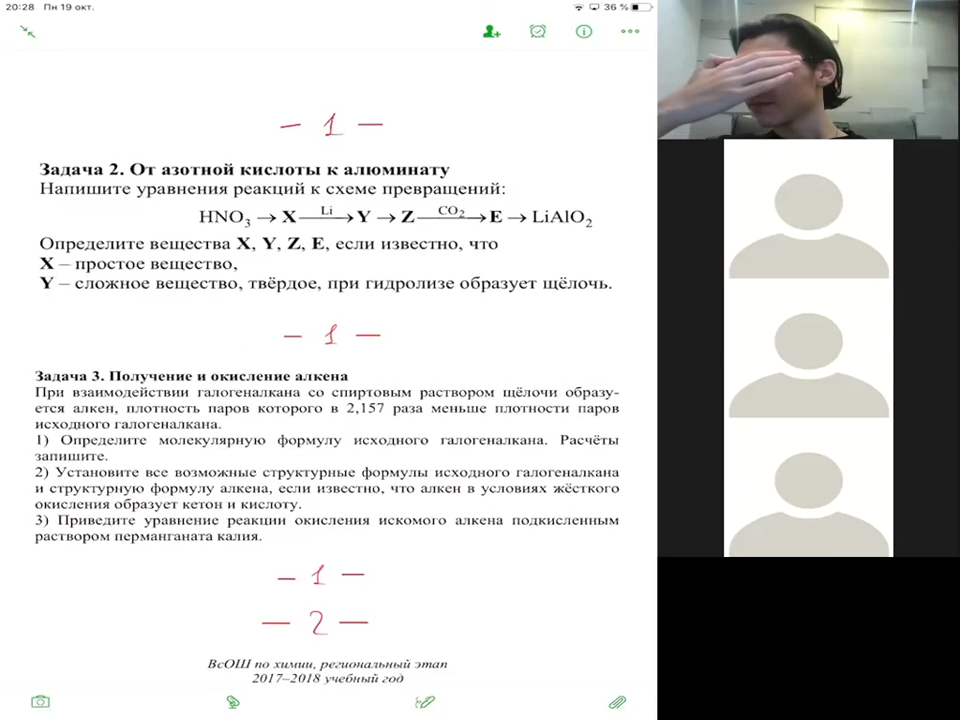 20:28 Пн 19 окт. 36 %
– 1 –
Задача 2. От азотной кислоты к алюминату
Напишите уравнения реакций к схеме превращений:
HNO₃ → X —Li→ Y → Z —CO₂→ E → LiAlO₂
Определите вещества X, Y, Z, E, если известно, что
X – простое вещество,
Y – сложное вещество, твёрдое, при гидролизе образует щёлочь.
– 1 –
Задача 3. Получение и окисление алкена
При взаимодействии галогеналкана со спиртовым раствором щёлочи образу-
ется алкен, плотность паров которого в 2,157 раза меньше плотности паров
исходного галогеналкана.
1) Определите молекулярную формулу исходного галогеналкана. Расчёты
запишите.
2) Установите все возможные структурные формулы исходного галогеналкана
и структурную формулу алкена, если известно, что алкен в условиях жёсткого
окисления образует кетон и кислоту.
3) Приведите уравнение реакции окисления искомого алкена подкисленным
раствором перманганата калия.
– 1 –
– 2 –
ВсОШ по химии, региональный этап
2017–2018 учебный год